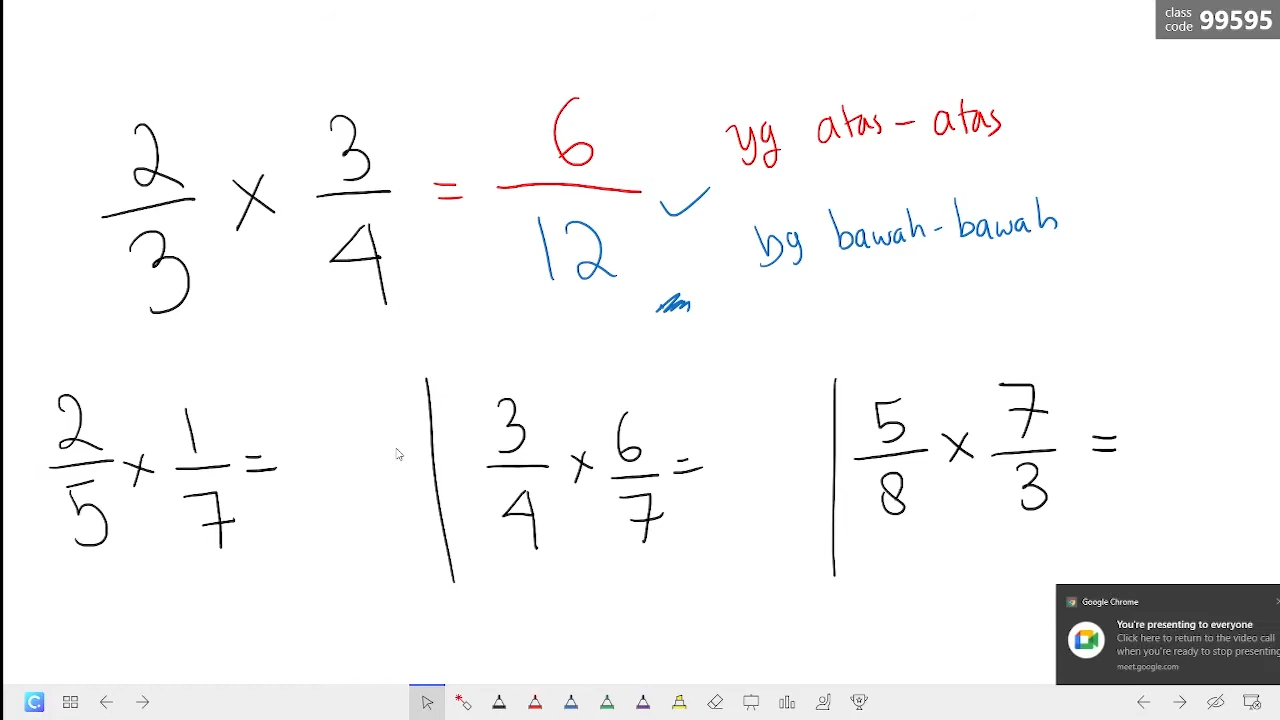 class code 99595
2/3 × 3/4 = 6/12 ✓
yg atas - atas
bg bawah - bawah
2/5 × 1/7 =
3/4 × 6/7 =
5/8 × 7/3 =
Google Chrome
You're presenting to everyone
Click here to return to the video call
when you're ready to stop presenting
meet.google.com